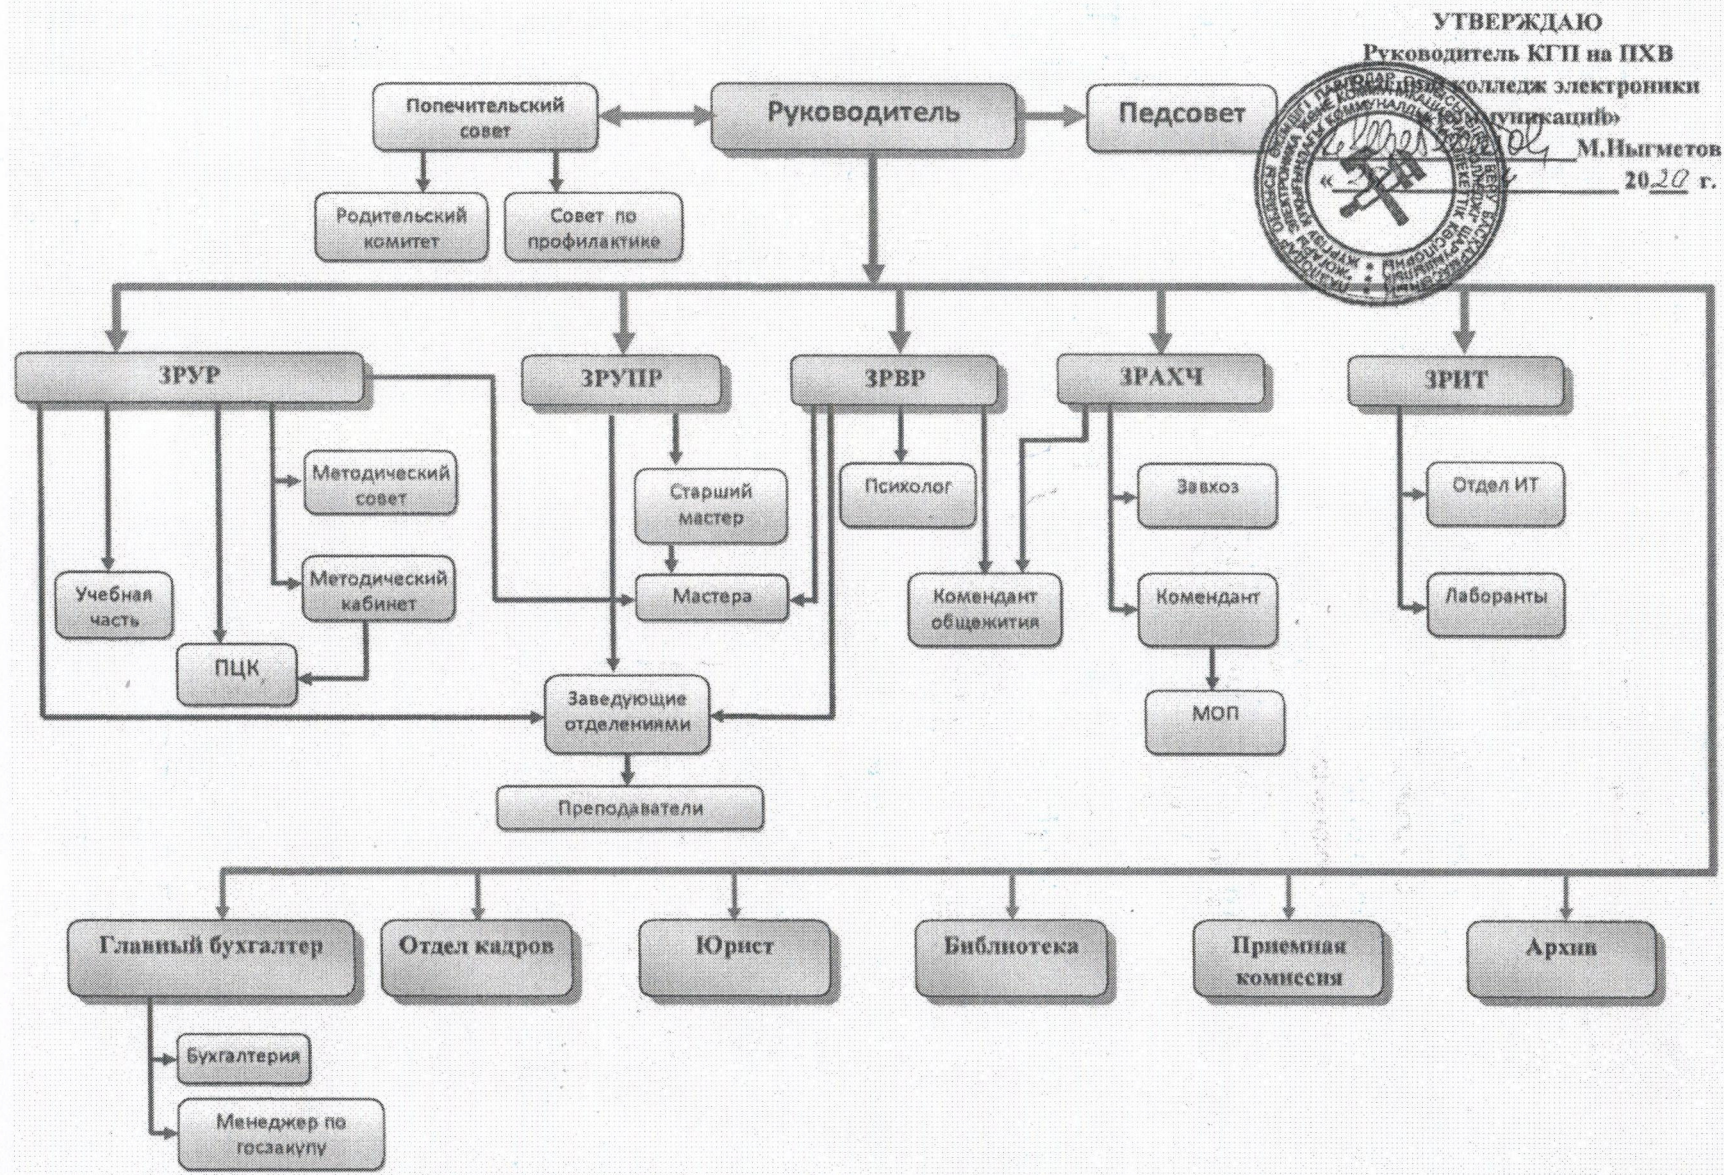 УТВЕРЖДАЮ
Руководитель КГП на ПХВ
колледж электроники
коммуникаций»
М.Ныгметов
« 2020 г.
Попечительский
совет
Руководитель
Педсовет
Родительский
комитет
Совет по
профилактике
ЗРУР
ЗРУПР
ЗРВР
ЗРАХЧ
ЗРИТ
Методический
совет
Старший
мастер
Психолог
Завхоз
Отдел ИТ
Учебная
часть
Методический
кабинет
Мастера
Комендант
общежития
Комендант
Лаборанты
ПЦК
Заведующие
отделениями
МОП
Преподаватели
Главный бухгалтер
Отдел кадров
Юрист
Библиотека
Приемная
комиссия
Архив
Бухгалтерия
Менеджер по
госзакупу